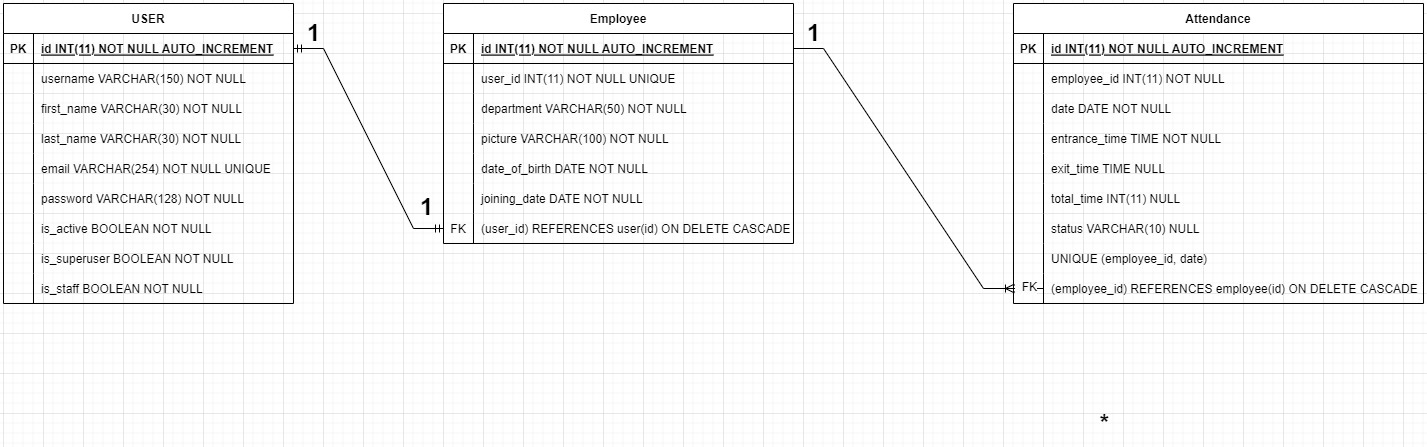 USER
PK id INT(11) NOT NULL AUTO_INCREMENT
username VARCHAR(150) NOT NULL
first_name VARCHAR(30) NOT NULL
last_name VARCHAR(30) NOT NULL
email VARCHAR(254) NOT NULL UNIQUE
password VARCHAR(128) NOT NULL
is_active BOOLEAN NOT NULL
is_superuser BOOLEAN NOT NULL
is_staff BOOLEAN NOT NULL
1
1
Employee
PK id INT(11) NOT NULL AUTO_INCREMENT
user_id INT(11) NOT NULL UNIQUE
department VARCHAR(50) NOT NULL
picture VARCHAR(100) NOT NULL
date_of_birth DATE NOT NULL
joining_date DATE NOT NULL
FK (user_id) REFERENCES user(id) ON DELETE CASCADE
1
Attendance
PK id INT(11) NOT NULL AUTO_INCREMENT
employee_id INT(11) NOT NULL
date DATE NOT NULL
entrance_time TIME NOT NULL
exit_time TIME NULL
total_time INT(11) NULL
status VARCHAR(10) NULL
UNIQUE (employee_id, date)
FK (employee_id) REFERENCES employee(id) ON DELETE CASCADE
*